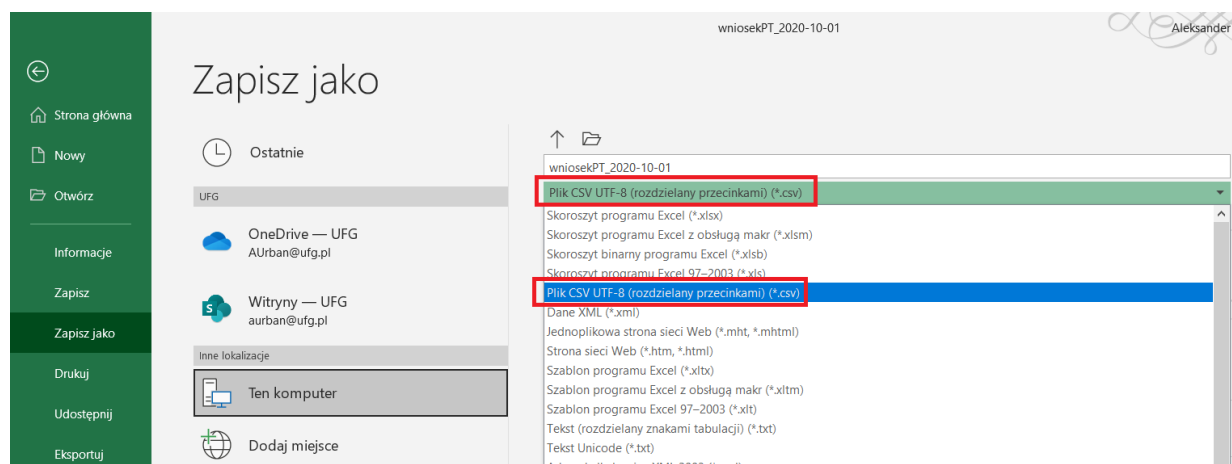 wniosekPT_2020-10-01
Aleksander
Zapisz jako
Strona główna
Nowy
Otwórz
Informacje
Zapisz
Zapisz jako
Drukuj
Udostępnij
Eksportuj
Ostatnie
UFG
OneDrive — UFG
AUrban@ufg.pl
Witryny — UFG
aurban@ufg.pl
Inne lokalizacje
Ten komputer
Dodaj miejsce
wniosekPT_2020-10-01
Plik CSV UTF-8 (rozdzielany przecinkami) (*.csv)
Skoroszyt programu Excel (*.xlsx)
Skoroszyt programu Excel z obsługą makr (*.xlsm)
Skoroszyt binarny programu Excel (*.xlsb)
Skoroszyt programu Excel 97–2003 (*.xls)
Plik CSV UTF-8 (rozdzielany przecinkami) (*.csv)
Dane XML (*.xml)
Jednoplikowa strona sieci Web (*.mht, *.mhtml)
Strona sieci Web (*.htm, *.html)
Szablon programu Excel (*.xltx)
Szablon programu Excel z obsługą makr (*.xltm)
Szablon programu Excel 97–2003 (*.xlt)
Tekst (rozdzielany znakami tabulacji) (*.txt)
Tekst Unicode (*.txt)